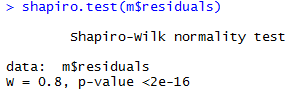 > shapiro.test(m$residuals)
Shapiro-Wilk normality test
data:  m$residuals
W = 0.8, p-value <2e-16